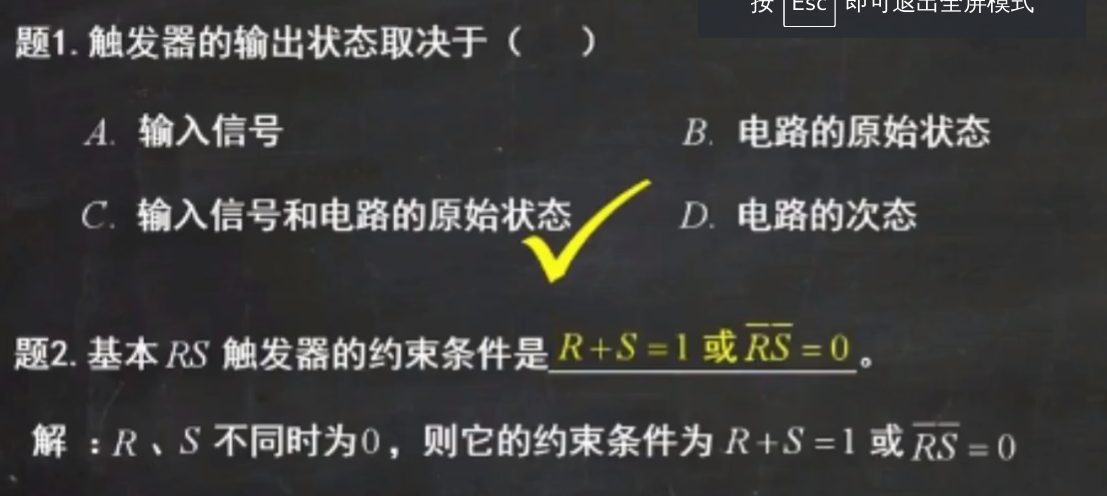 按 Esc 即可退出全屏模式
题1. 触发器的输出状态取决于（ ）
A. 输入信号 B. 电路的原始状态
C. 输入信号和电路的原始状态 D. 电路的次态
题2. 基本 RS 触发器的约束条件是 R+S=1 或 R̅S̅=0 。
解：R、S 不同时为0，则它的约束条件为 R+S=1 或 R̅S̅=0